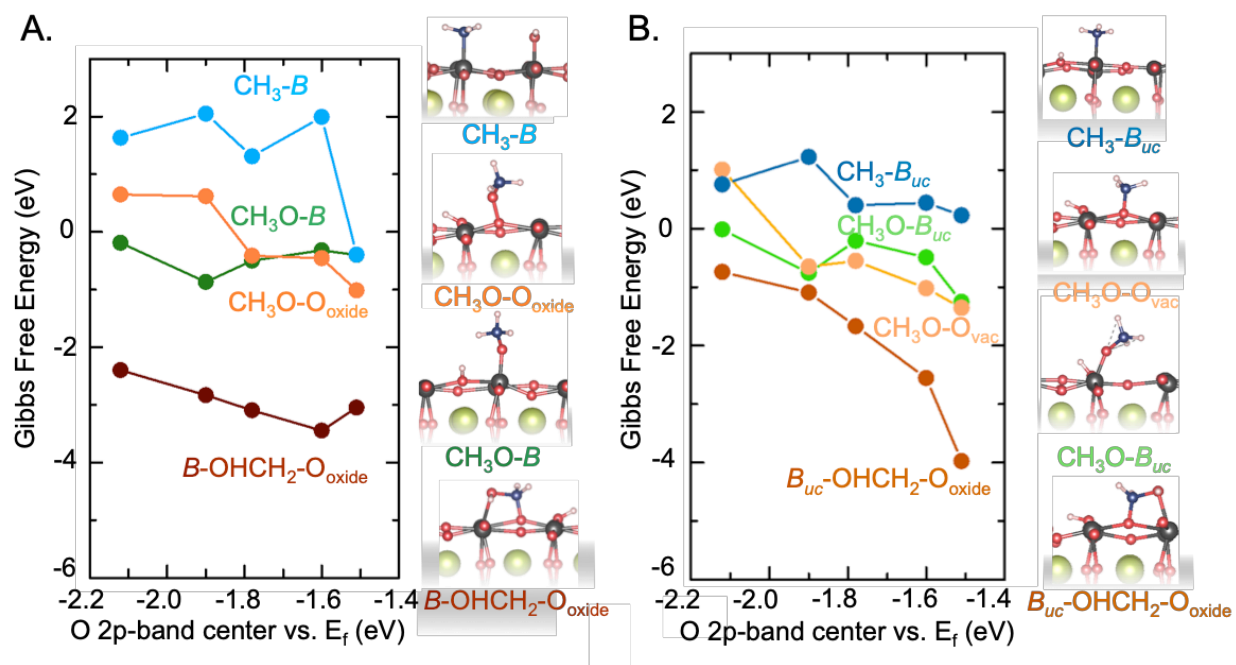 A.
CH₃-B
CH₃O-B
CH₃O-Ooxide
B-OHCH₂-Ooxide
2
0
-2
-4
-6
-2.2 -2.0 -1.8 -1.6 -1.4
Gibbs Free Energy (eV)
O 2p-band center vs. Ef (eV)
CH₃-B
CH₃O-Ooxide
CH₃O-B
B-OHCH₂-Ooxide
B.
CH₃-Buc
CH₃O-Buc
CH₃O-Ovac
Buc-OHCH₂-Ooxide
2
0
-2
-4
-6
-2.2 -2.0 -1.8 -1.6 -1.4
Gibbs Free Energy (eV)
O 2p-band center vs. Ef (eV)
CH₃-Buc
CH₃O-Ovac
CH₃O-Buc
Buc-OHCH₂-Ooxide